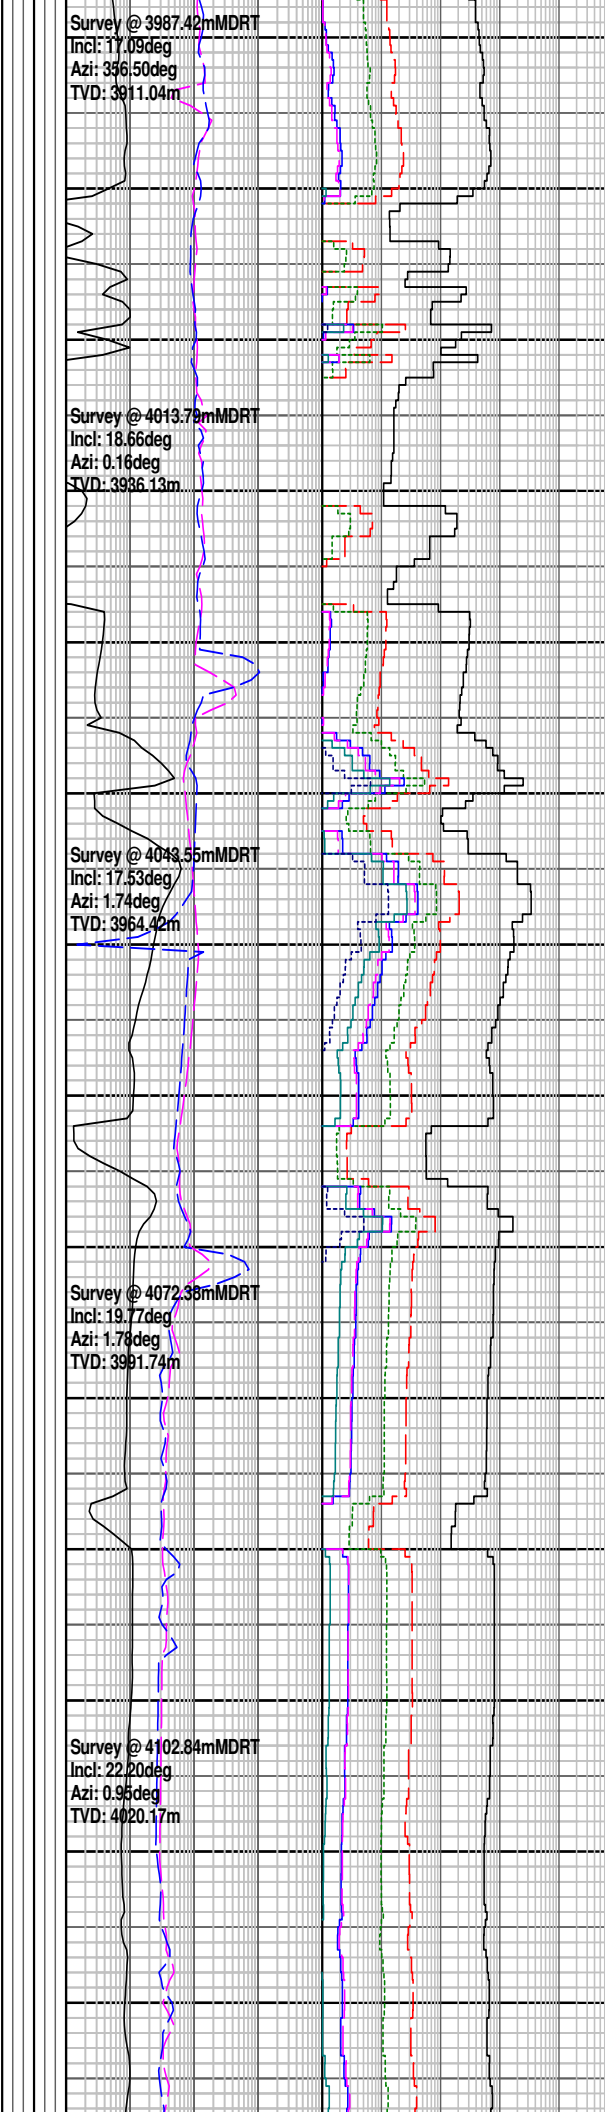 Survey @ 3987.42mMDRT
Incl: 17.09deg
Azi: 356.50deg
TVD: 3911.04m
Survey @ 4013.79mMDRT
Incl: 18.66deg
Azi: 0.16deg
TVD: 3936.13m
Survey @ 4043.55mMDRT
Incl: 17.53deg
Azi: 1.74deg
TVD: 3964.42m
Survey @ 4072.38mMDRT
Incl: 19.77deg
Azi: 1.78deg
TVD: 3991.74m
Survey @ 4102.84mMDRT
Incl: 22.20deg
Azi: 0.95deg
TVD: 4020.17m